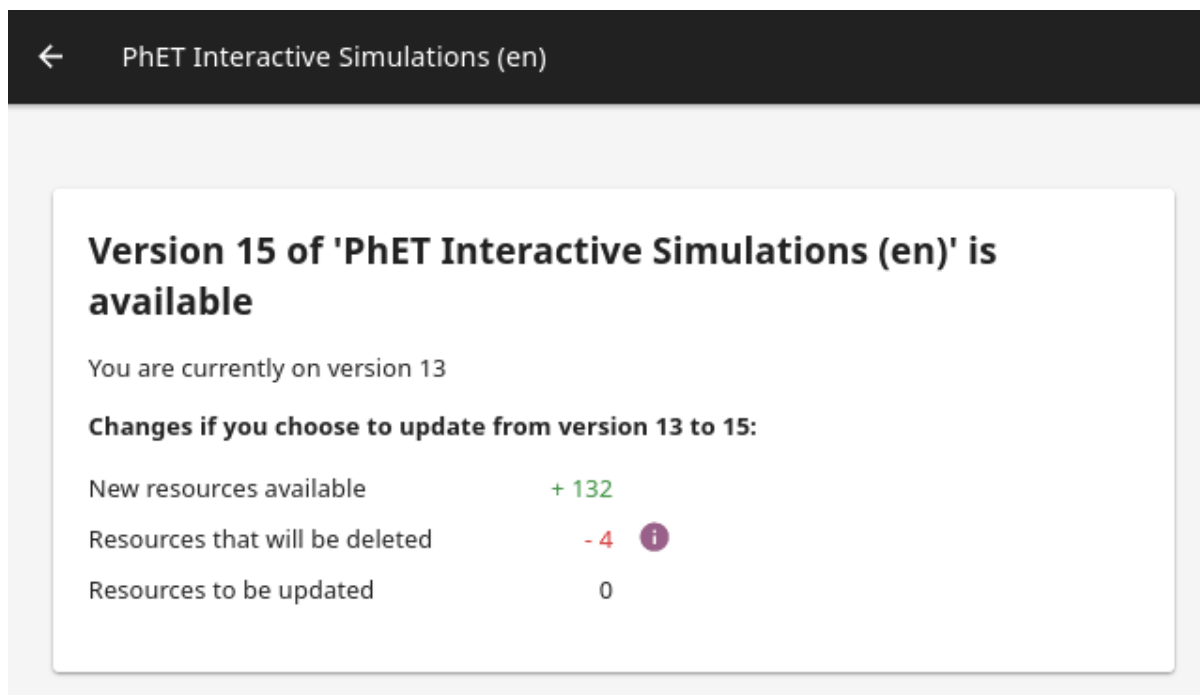 PhET Interactive Simulations (en)
Version 15 of 'PhET Interactive Simulations (en)' is
available
You are currently on version 13
Changes if you choose to update from version 13 to 15:
New resources available + 132
Resources that will be deleted - 4
Resources to be updated 0